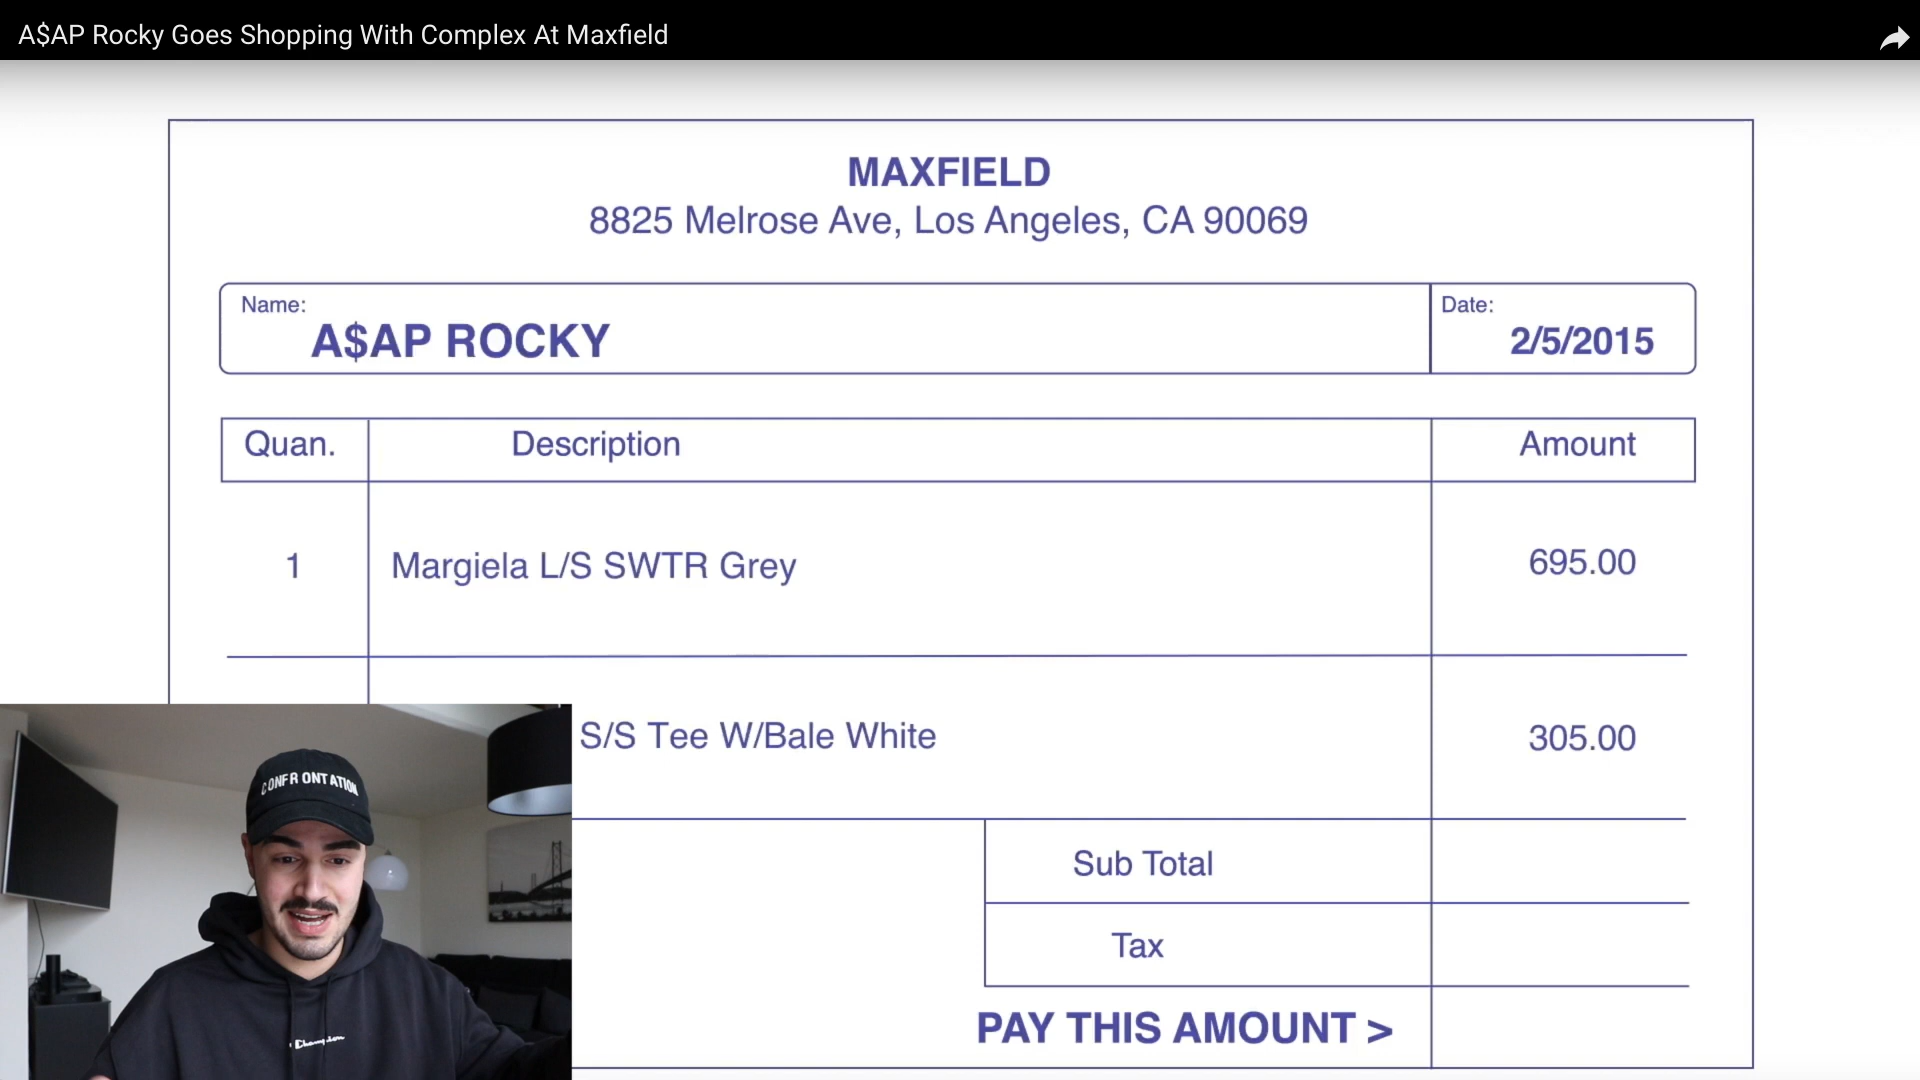 A$AP Rocky Goes Shopping With Complex At Maxfield
MAXFIELD
8825 Melrose Ave, Los Angeles, CA 90069
Name:
A$AP ROCKY
Date:
2/5/2015
Quan.
Description
Amount
1
Margiela L/S SWTR Grey
695.00
S/S Tee W/Bale White
305.00
CONFRONTATION
Sub Total
Tax
Champion
PAY THIS AMOUNT >